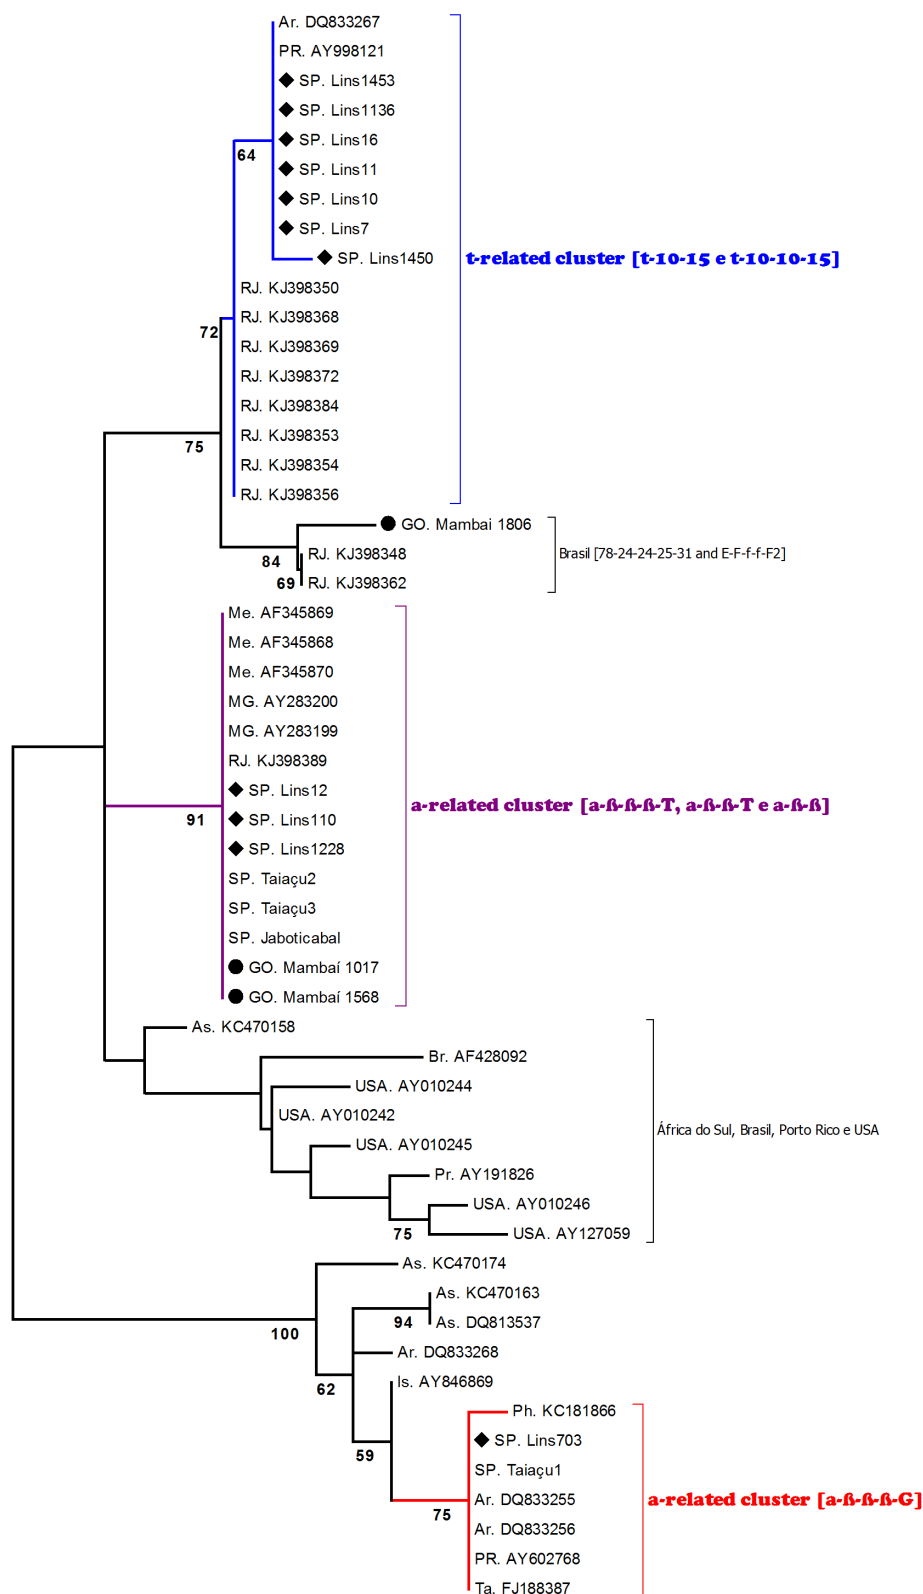 Ar. DQ833267
PR. AY998121
SP. Lins1453
SP. Lins1136
SP. Lins16
64
SP. Lins11
SP. Lins10
SP. Lins7
SP. Lins1450
t-related cluster [t-10-15 e t-10-10-15]
RJ. KJ398350
RJ. KJ398368
72
RJ. KJ398369
RJ. KJ398372
RJ. KJ398384
RJ. KJ398353
75
RJ. KJ398354
RJ. KJ398356
GO. Mambai 1806
RJ. KJ398348
Brasil [78-24-24-25-31 and E-F-f-f-F2]
84
RJ. KJ398362
69
Me. AF345869
Me. AF345868
Me. AF345870
MG. AY283200
MG. AY283199
RJ. KJ398389
SP. Lins12
a-related cluster [a-ß-ß-ß-T, a-ß-ß-T e a-ß-ß]
SP. Lins110
91
SP. Lins1228
SP. Taiaçu2
SP. Taiaçu3
SP. Jaboticabal
GO. Mambaí 1017
GO. Mambaí 1568
As. KC470158
Br. AF428092
USA. AY010244
USA. AY010242
África do Sul, Brasil, Porto Rico e USA
USA. AY010245
Pr. AY191826
USA. AY010246
75
USA. AY127059
As. KC470174
As. KC470163
94
As. DQ813537
100
Ar. DQ833268
Is. AY846869
62
Ph. KC181866
SP. Lins703
59
SP. Taiaçu1
Ar. DQ833255
a-related cluster [a-ß-ß-ß-G]
75
Ar. DQ833256
PR. AY602768
Ta. FJ188387